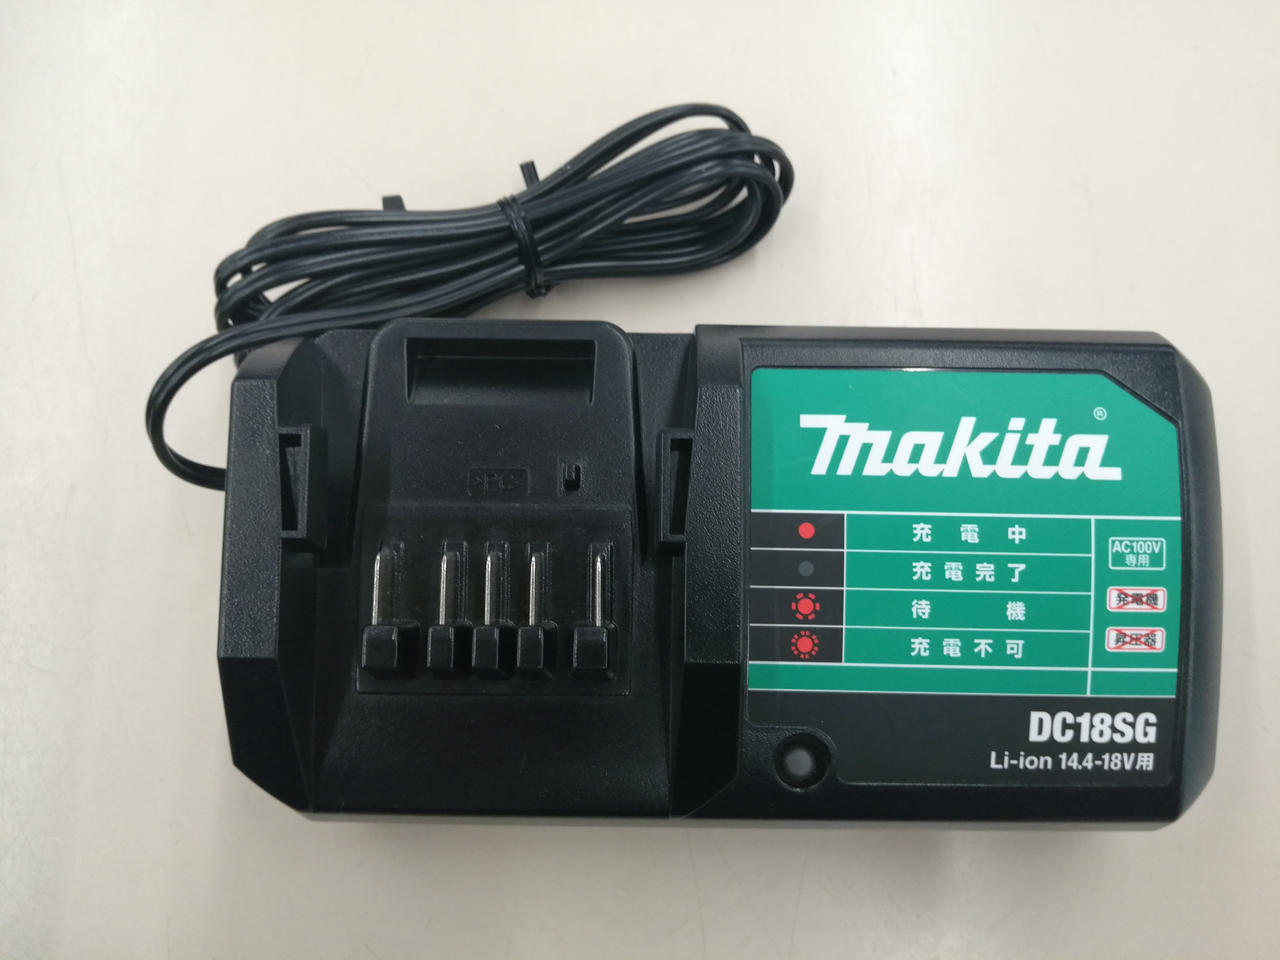 makita®
充電中
充電完了
待機
充電不可
AC100V
専用
発電機
昇圧器
DC18SG
Li-ion 14.4-18V用
>PC<